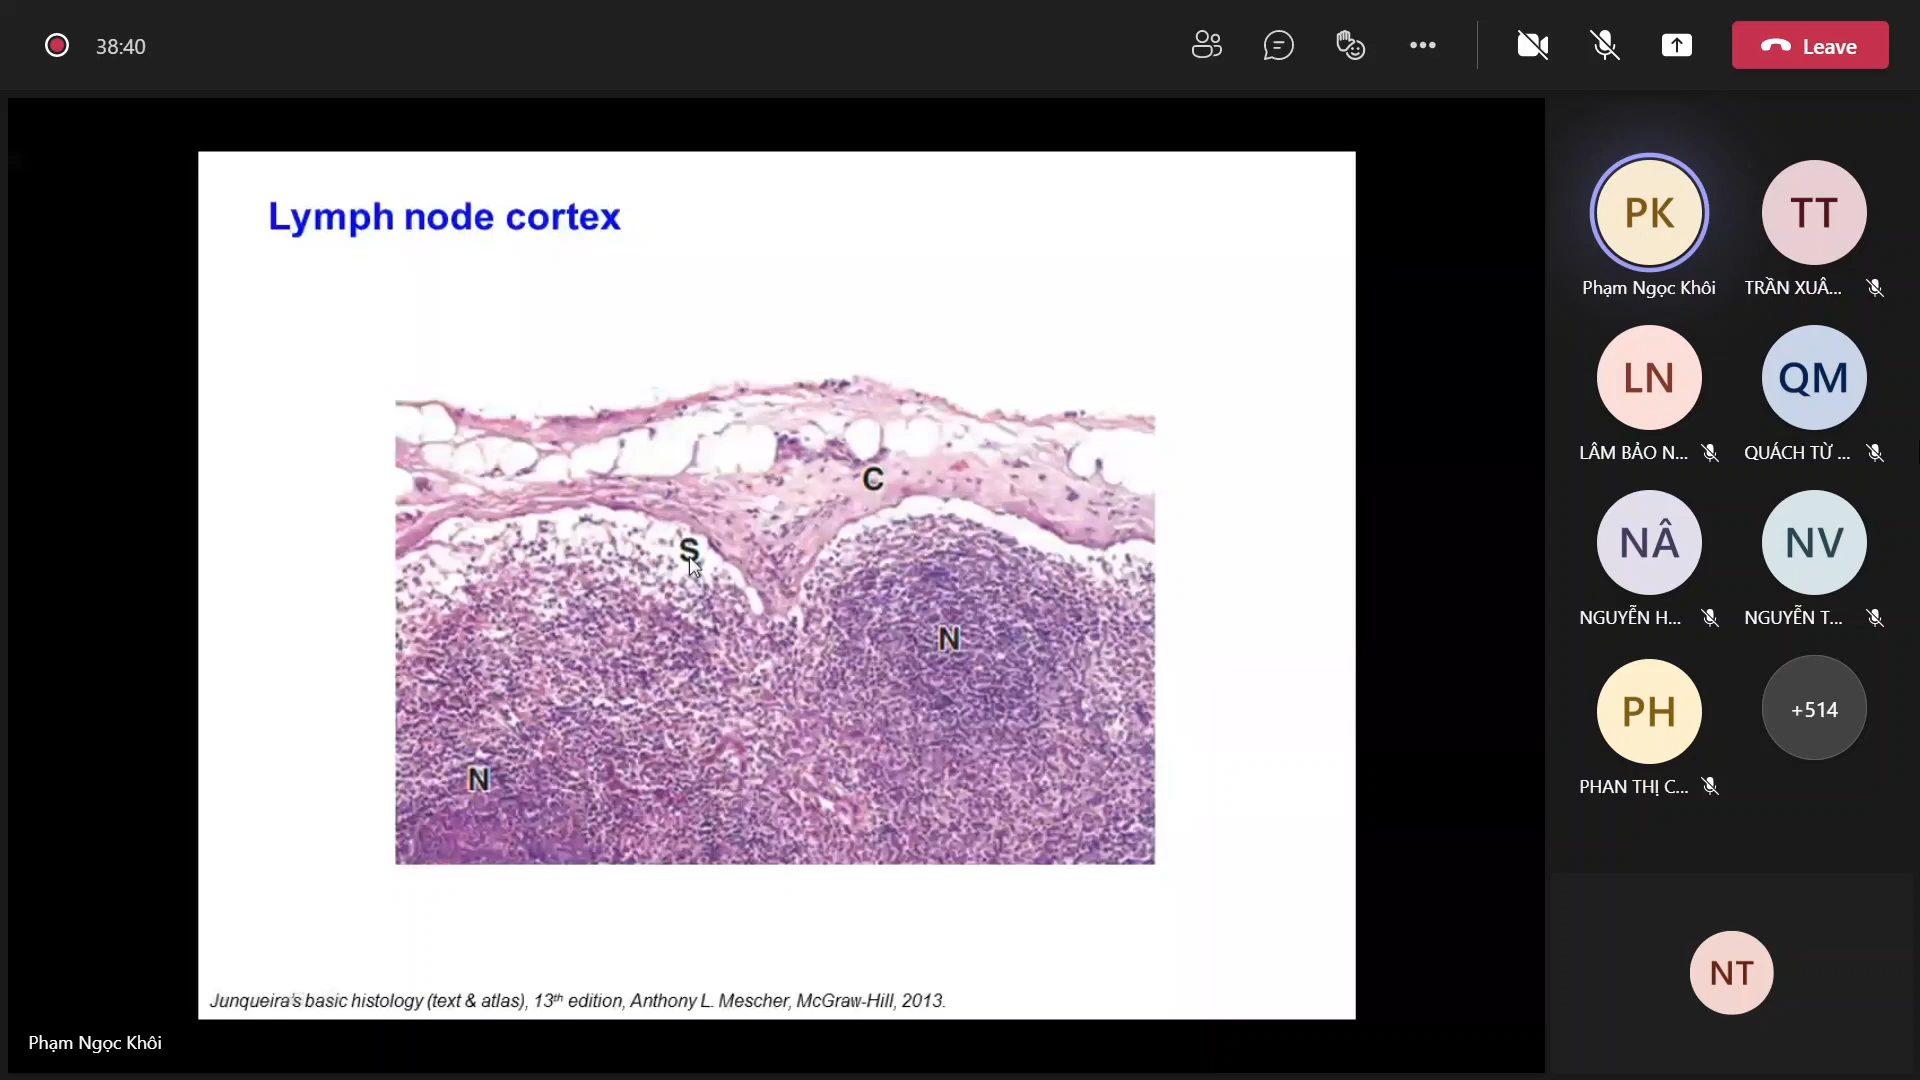 38:40
Leave
Lymph node cortex
C
S
N
N
Junqueira's basic histology (text & atlas), 13th edition, Anthony L. Mescher, McGraw-Hill, 2013.
Phạm Ngọc Khôi
PK
TT
Phạm Ngọc Khôi
TRẦN XUÂ...
LN
QM
LÂM BẢO N...
QUÁCH TỪ ...
NÂ
NV
NGUYỄN H...
NGUYỄN T...
PH
+514
PHAN THỊ C...
NT